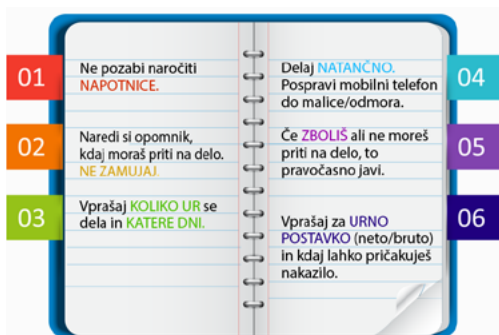 01
Ne pozabi naročiti
NAPOTNICE.
02
Naredi si opomnik,
kdaj moraš priti na delo.
NE ZAMUJAJ.
03
Vprašaj KOLIKO UR se
dela in KATERE DNI.
04
Delaj NATANČNO.
Pospravi mobilni telefon
do malice/odmora.
05
Če ZBOLIŠ ali ne moreš
priti na delo, to
pravočasno javi.
06
Vprašaj za URNO
POSTAVKO (neto/bruto)
in kdaj lahko pričakuješ
nakazilo.